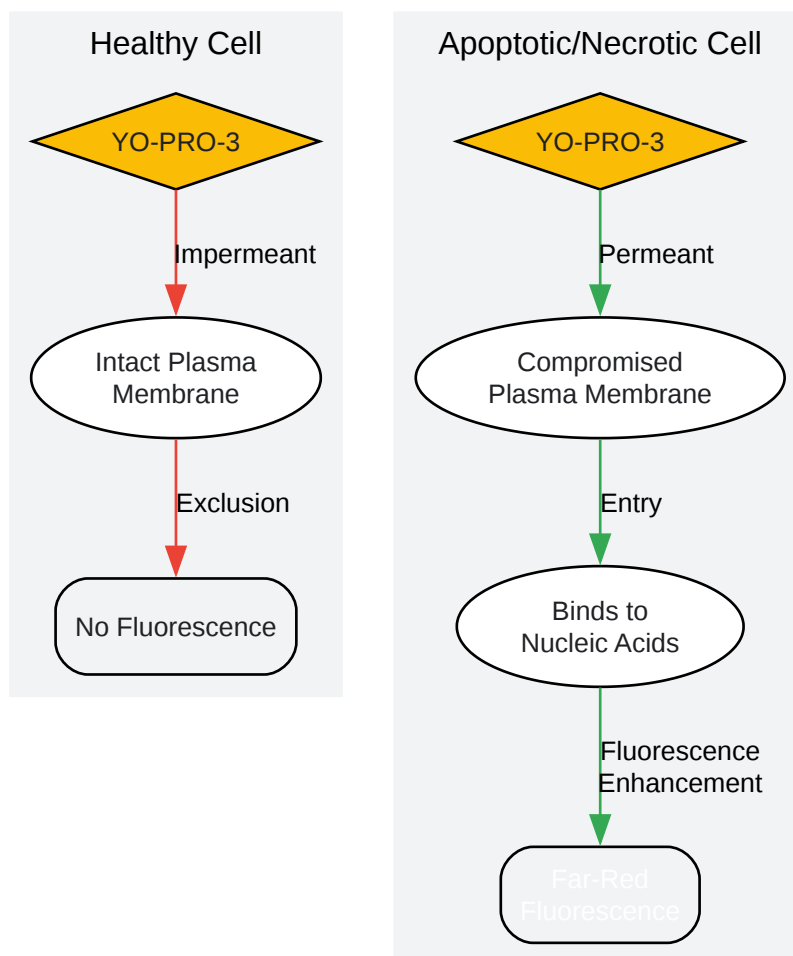 Healthy Cell
YO-PRO-3
Impermeant
Intact Plasma
Membrane
Exclusion
No Fluorescence
Apoptotic/Necrotic Cell
YO-PRO-3
Permeant
Compromised
Plasma Membrane
Entry
Binds to
Nucleic Acids
Fluorescence
Enhancement
Far-Red
Fluorescence